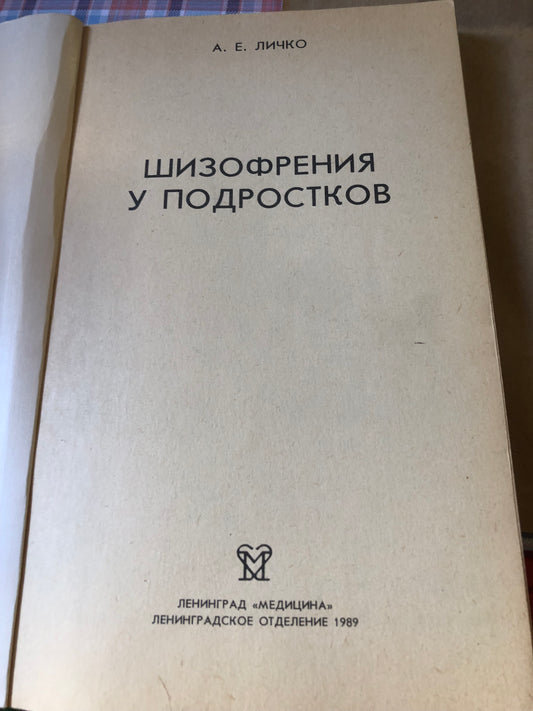 А. Е. ЛИЧКО
ШИЗОФРЕНИЯ
У ПОДРОСТКОВ
ЛЕНИНГРАД «МЕДИЦИНА»
ЛЕНИНГРАДСКОЕ ОТДЕЛЕНИЕ 1989